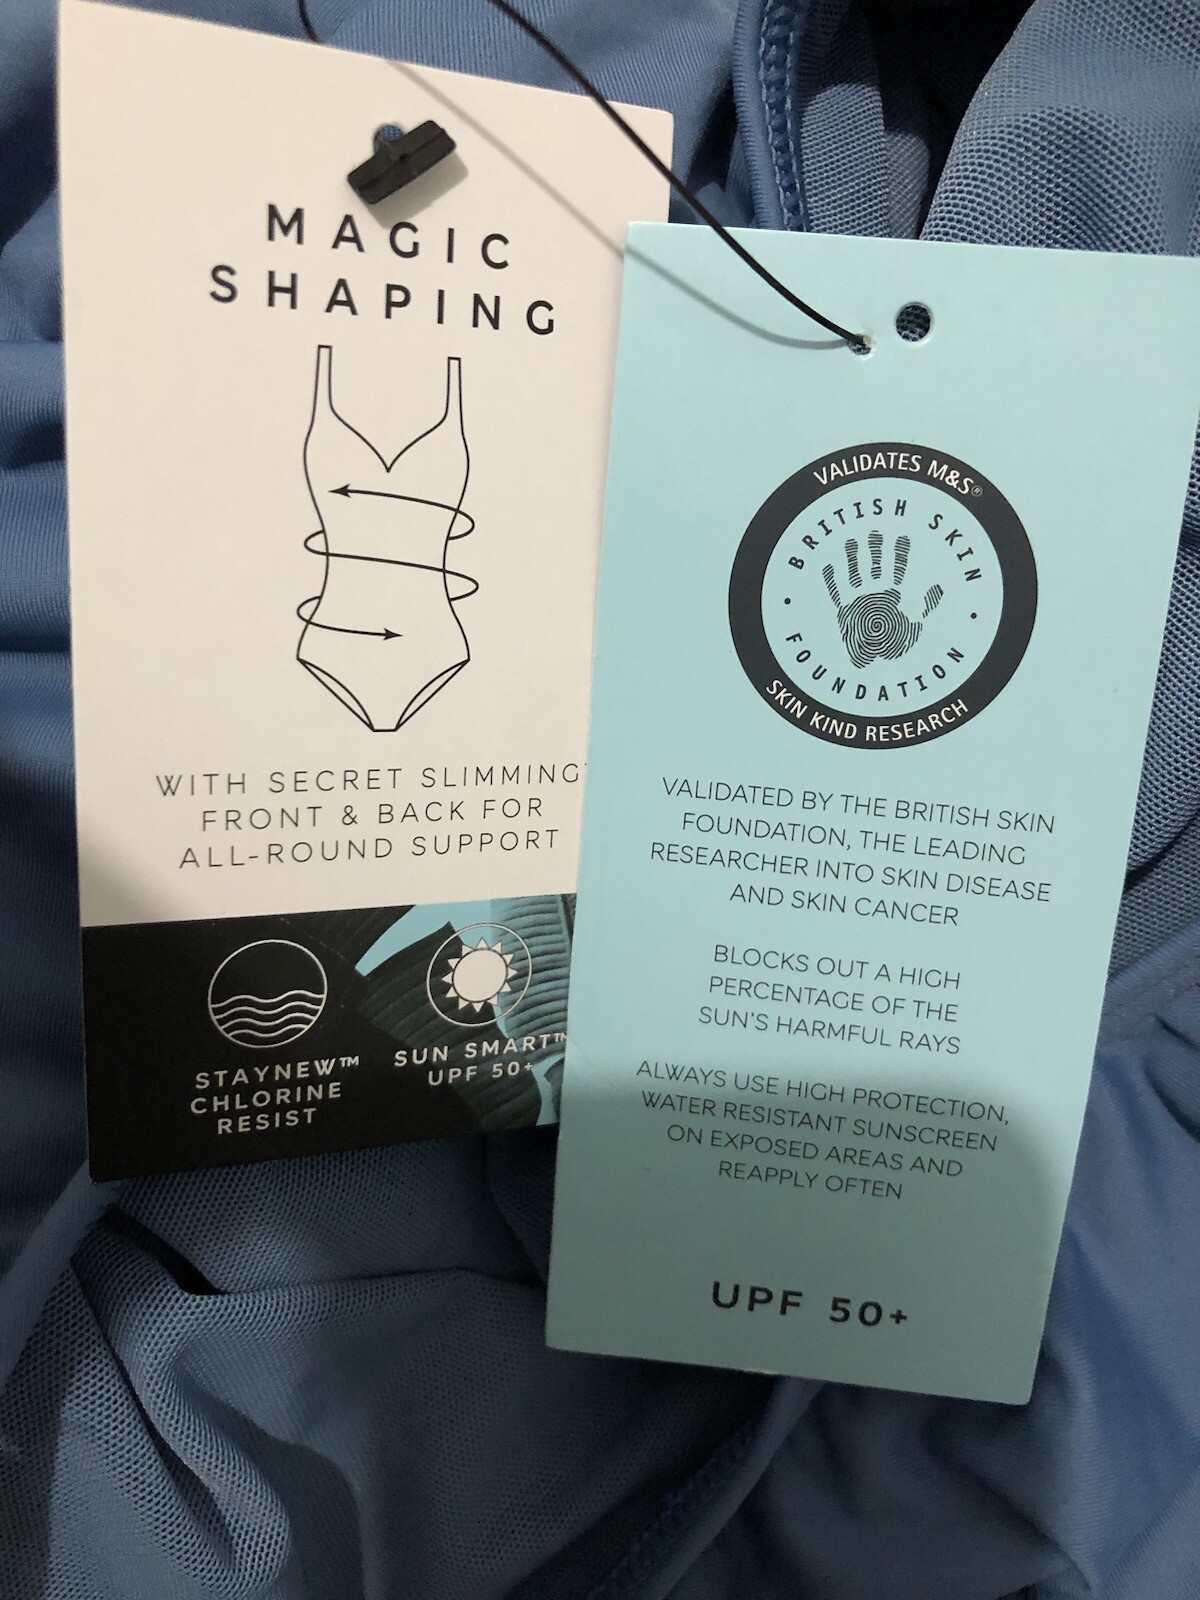 MAGIC
SHAPING
WITH SECRET SLIMMING
FRONT & BACK FOR
ALL-ROUND SUPPORT
STAYNEW™
CHLORINE
RESIST
SUN SMART™
UPF 50+
VALIDATES M&S®
BRITISH SKIN
FOUNDATION
SKIN KIND RESEARCH
VALIDATED BY THE BRITISH SKIN
FOUNDATION, THE LEADING
RESEARCHER INTO SKIN DISEASE
AND SKIN CANCER
BLOCKS OUT A HIGH
PERCENTAGE OF THE
SUN'S HARMFUL RAYS
ALWAYS USE HIGH PROTECTION,
WATER RESISTANT SUNSCREEN
ON EXPOSED AREAS AND
REAPPLY OFTEN
UPF 50+